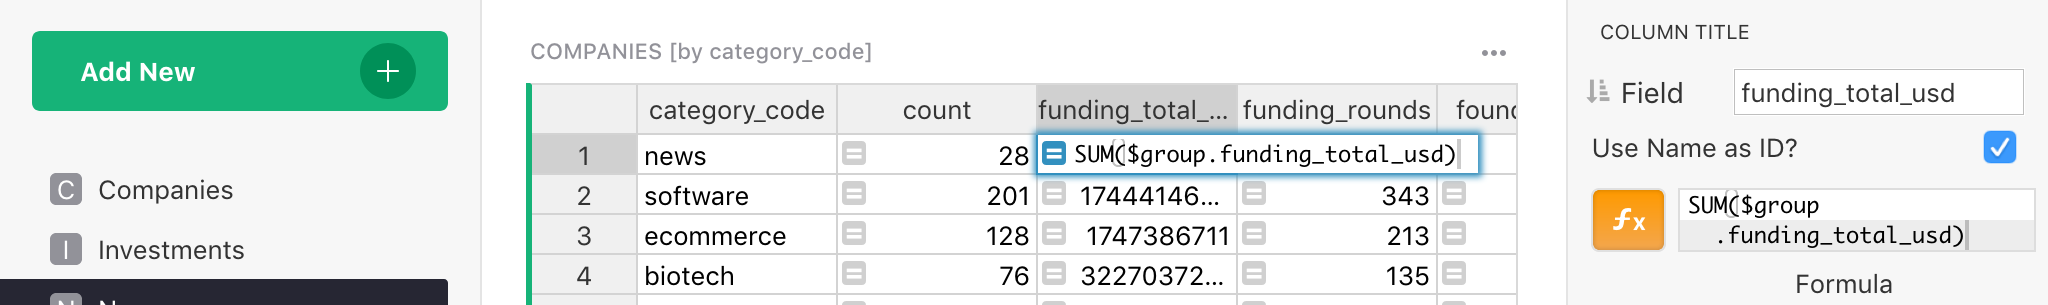 Add New
C Companies
I Investments
COMPANIES [by category_code]
category_code count funding_total_... funding_rounds
1 news 28 = SUM($group.funding_total_usd)
2 software = 201 = 17444146... = 343 =
3 ecommerce = 128 = 1747386711 = 213 =
4 biotech = 76 = 32270372... = 135 =
COLUMN TITLE
Field funding_total_usd
Use Name as ID?
fx SUM($group
.funding_total_usd)
Formula